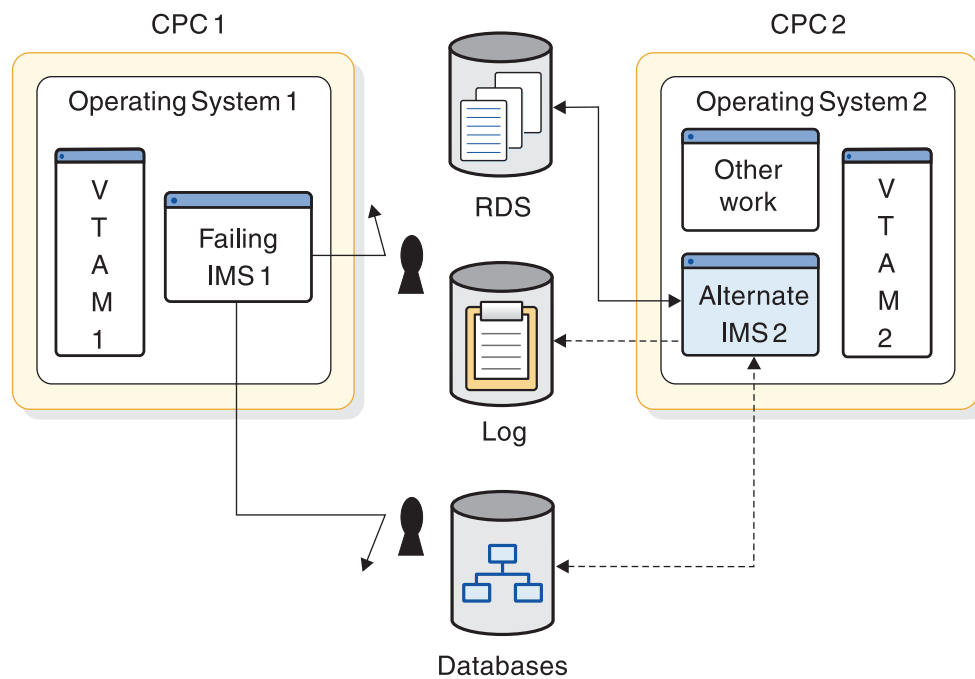 CPC 1
Operating System 1
V
T
A
M
1
Failing
IMS 1
RDS
Log
Databases
CPC 2
Operating System 2
Other
work
Alternate
IMS 2
V
T
A
M
2